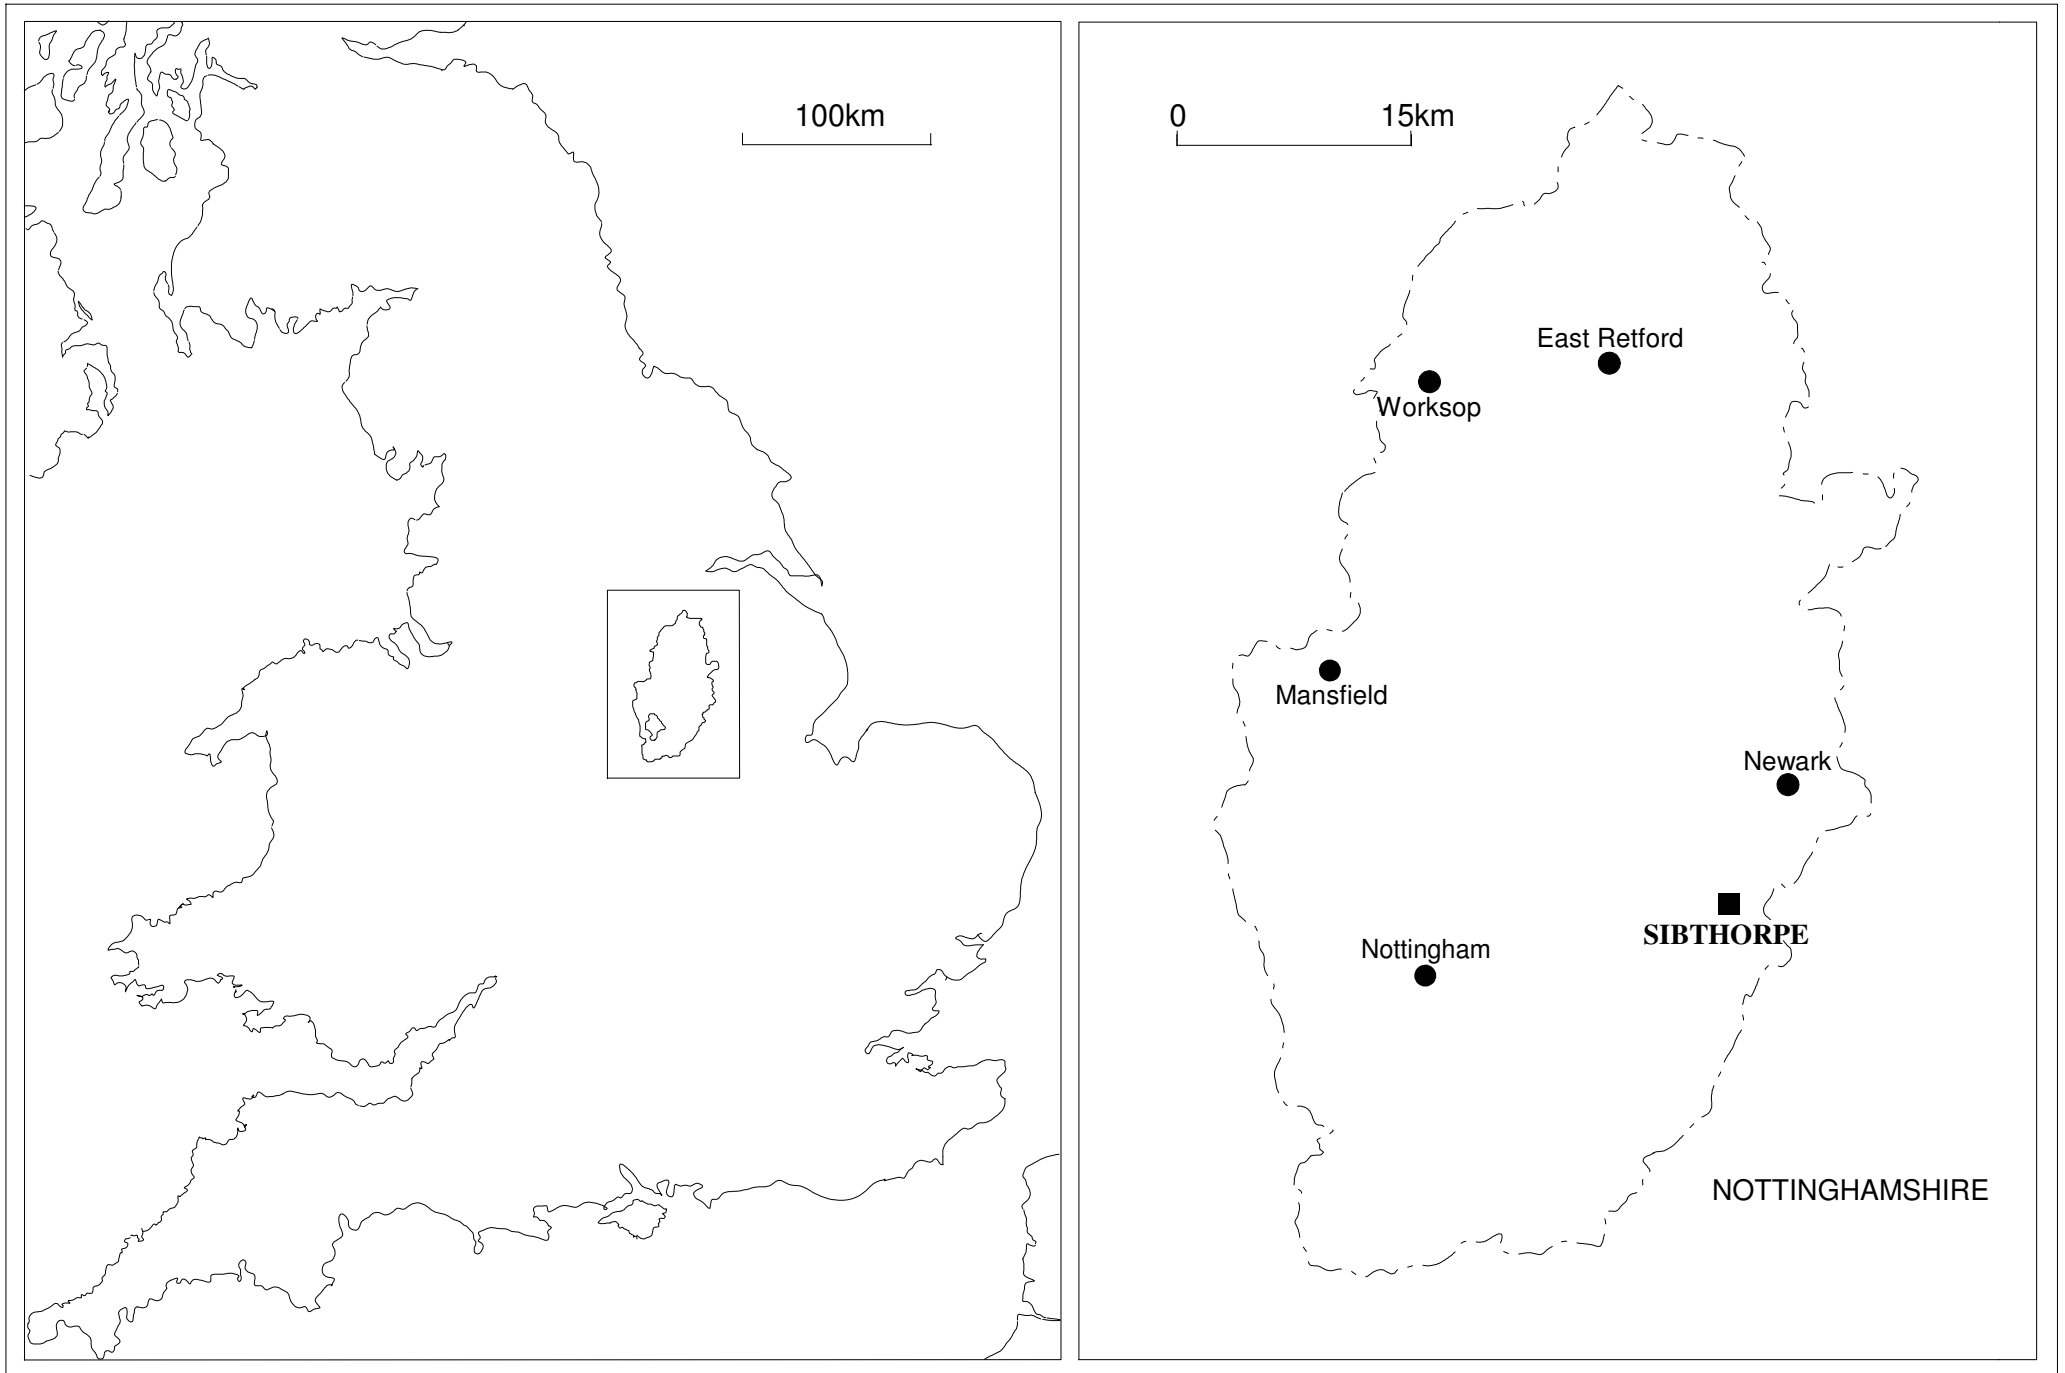 100km
0 15km
East Retford
Worksop
Mansfield
Newark
SIBTHORPE
Nottingham
NOTTINGHAMSHIRE